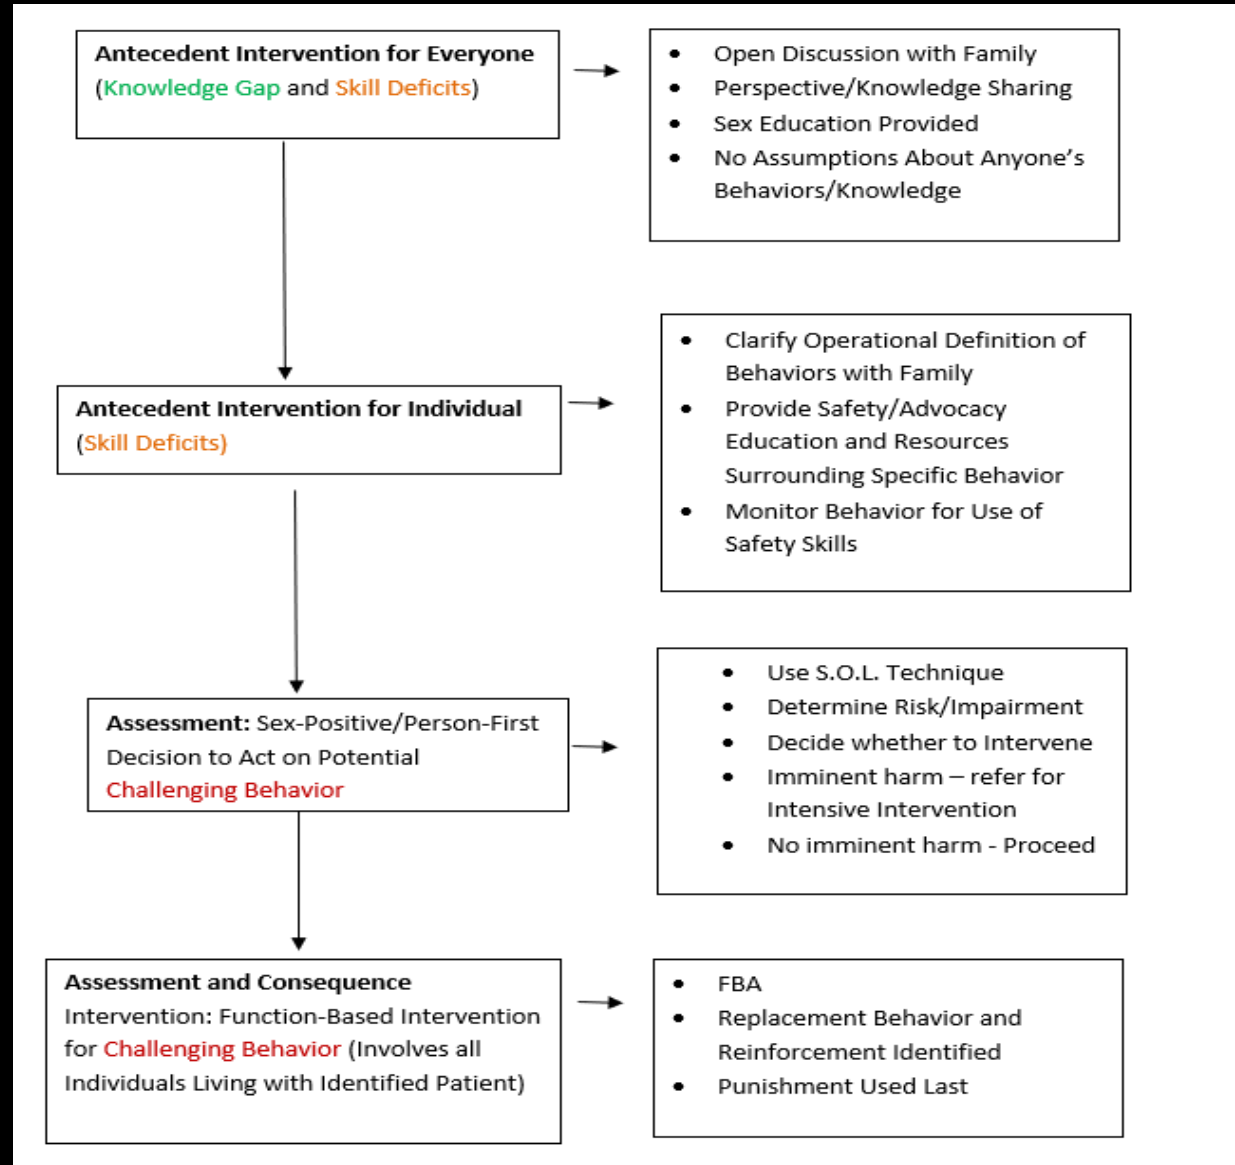 Antecedent Intervention for Everyone
(Knowledge Gap and Skill Deficits)
• Open Discussion with Family
• Perspective/Knowledge Sharing
• Sex Education Provided
• No Assumptions About Anyone's
Behaviors/Knowledge
Antecedent Intervention for Individual
(Skill Deficits)
• Clarify Operational Definition of
Behaviors with Family
• Provide Safety/Advocacy
Education and Resources
Surrounding Specific Behavior
• Monitor Behavior for Use of
Safety Skills
Assessment: Sex-Positive/Person-First
Decision to Act on Potential
Challenging Behavior
• Use S.O.L. Technique
• Determine Risk/Impairment
• Decide whether to Intervene
• Imminent harm – refer for
Intensive Intervention
• No imminent harm - Proceed
Assessment and Consequence
Intervention: Function-Based Intervention
for Challenging Behavior (Involves all
Individuals Living with Identified Patient)
• FBA
• Replacement Behavior and
Reinforcement Identified
• Punishment Used Last